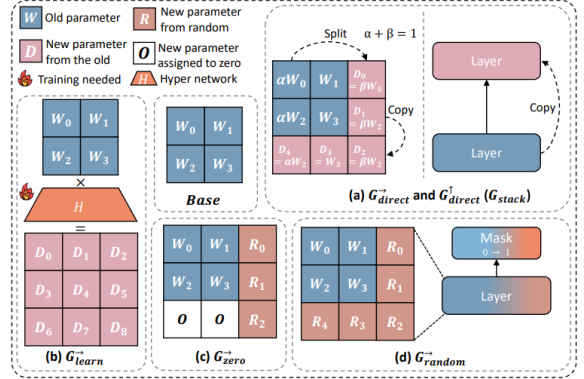 W Old parameter
R New parameter from random
D New parameter from the old
O New parameter assigned to zero
Training needed
H Hyper network
W₀ W₁
W₂ W₃
×
H
=
D₀ D₁ D₂
D₃ D₄ D₅
D₆ D₇ D₈
(b) G→learn
W₀ W₁
W₂ W₃
Base
W₀ W₁ R₀
W₂ W₃ R₁
O O R₂
(c) G→zero
Split α + β = 1
αW₀ W₁ D₀ = βW₀
αW₂ W₃ D₁ = βW₂
D₄ = αW₂ D₃ = W₃ D₂ = βW₂
Copy
Layer
Copy
Layer
(a) G→direct and G↑direct (Gstack)
W₀ W₁ R₀
W₂ W₃ R₁
R₄ R₃ R₂
Mask
0 → 1
Layer
(d) G→random